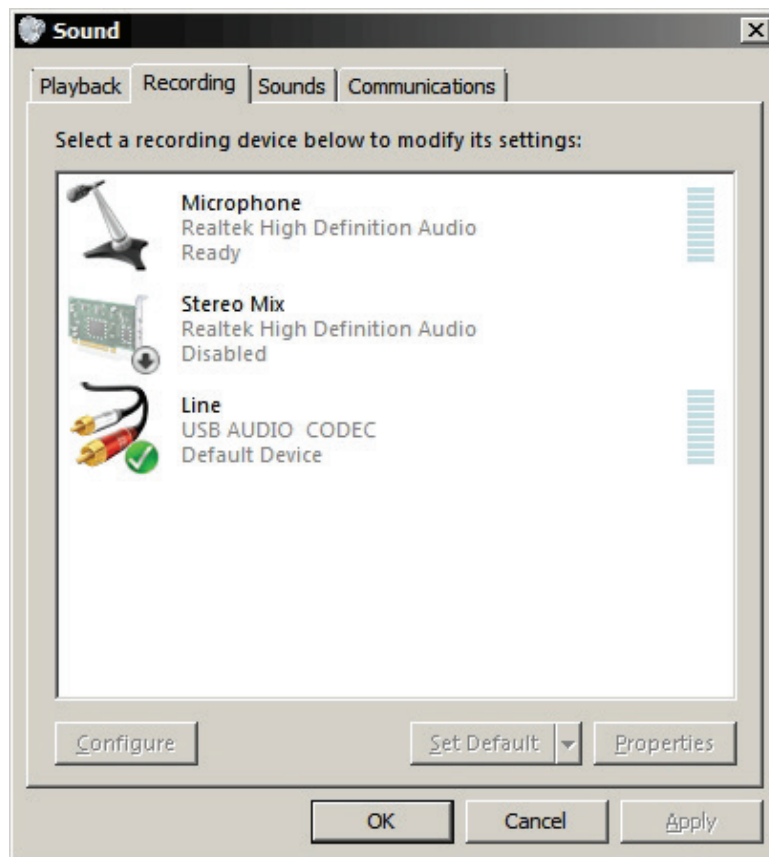 Sound
Playback Recording Sounds Communications
Select a recording device below to modify its settings:
Microphone
Realtek High Definition Audio
Ready
Stereo Mix
Realtek High Definition Audio
Disabled
Line
USB AUDIO  CODEC
Default Device
Configure Set Default Properties
OK Cancel Apply